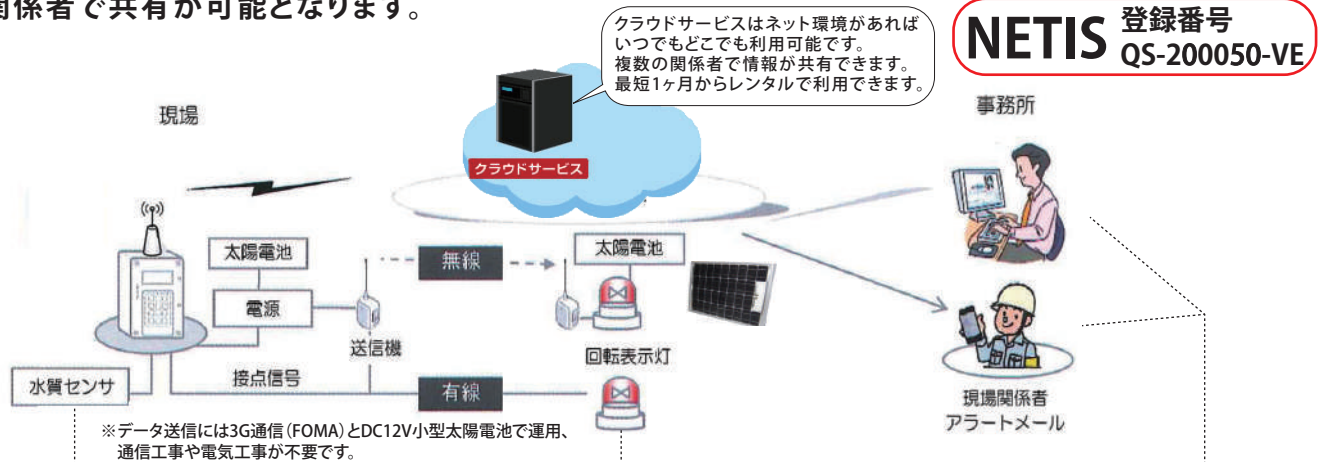 関係者で共有が可能となります。
クラウドサービスはネット環境があれば
いつでもどこでも利用可能です。
複数の関係者で情報が共有できます。
最短1ヶ月からレンタルで利用できます。
NETIS 登録番号
QS-200050-VE
現場
事務所
クラウドサービス
太陽電池
無線
太陽電池
電源
送信機
回転表示灯
水質センサ
接点信号
有線
現場関係者
アラートメール
※データ送信には3G通信(FOMA)とDC12V小型太陽電池で運用、
通信工事や電気工事が不要です。